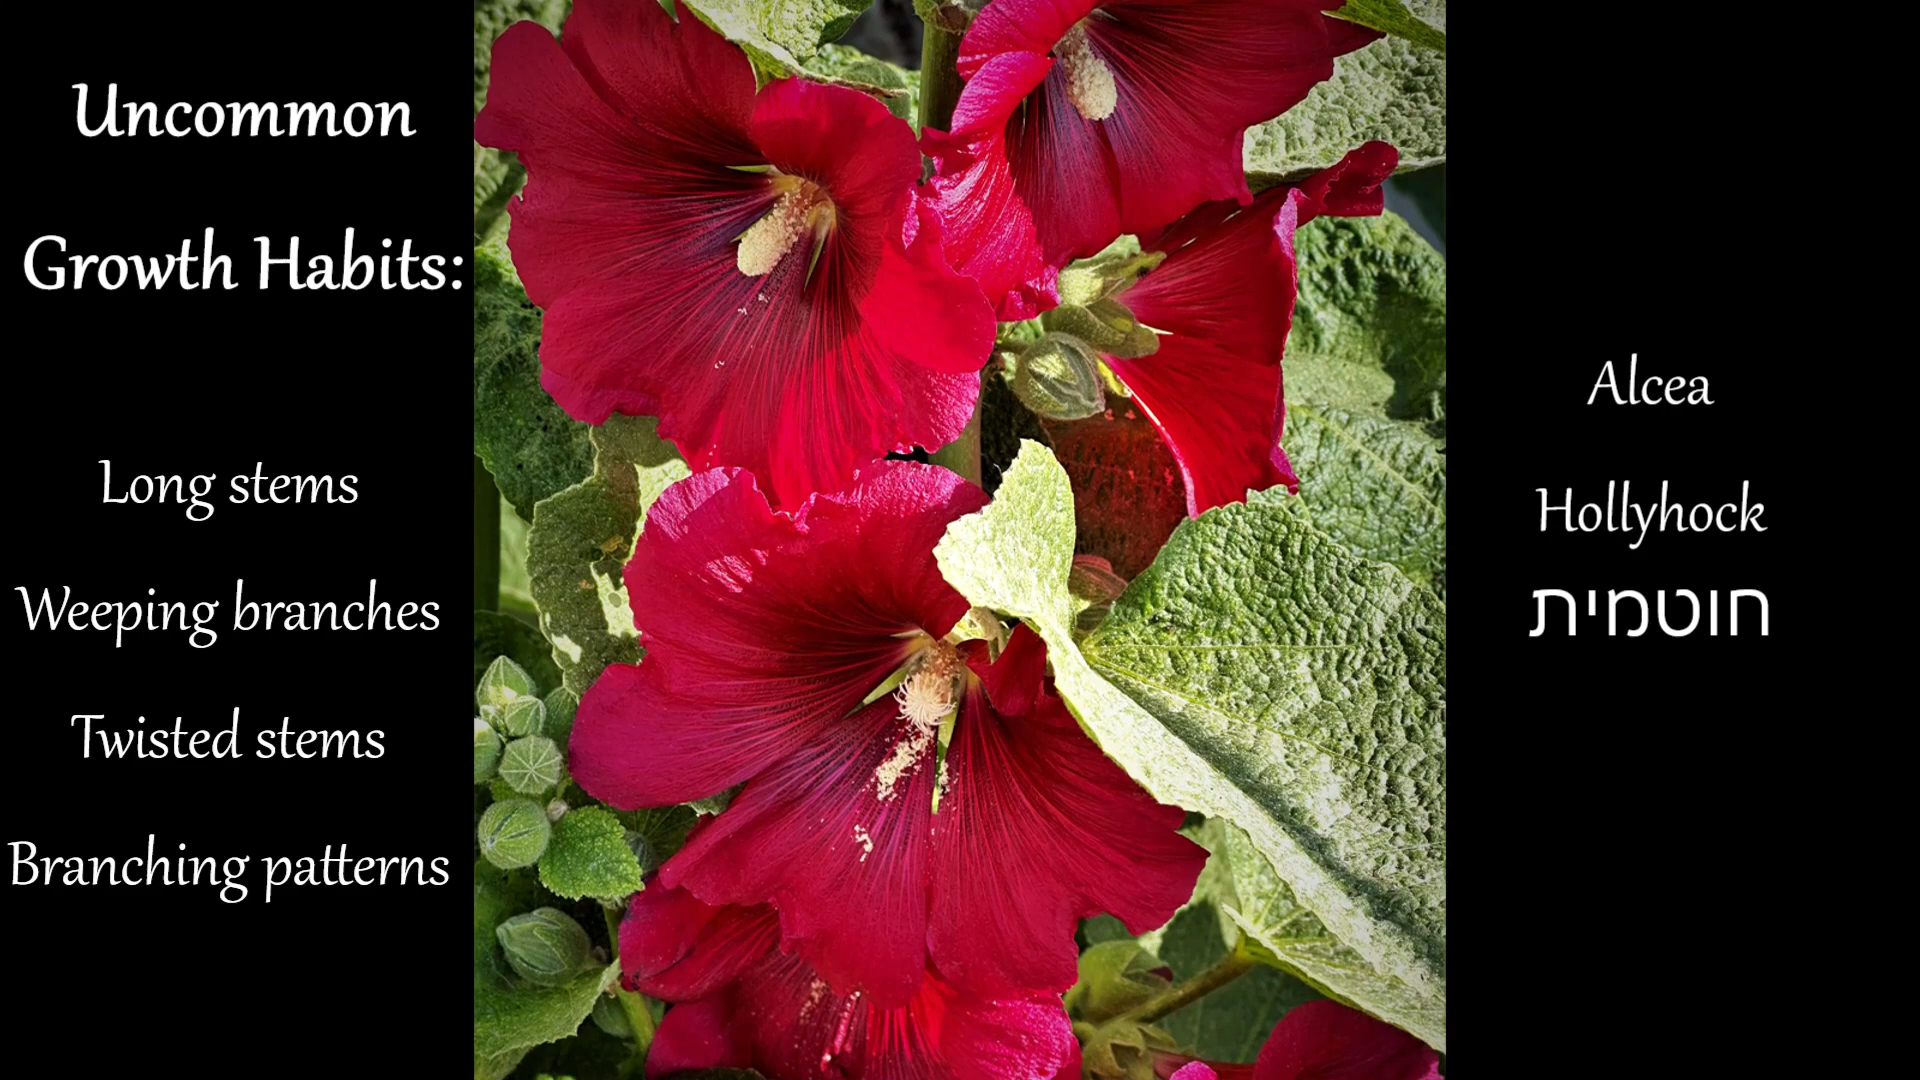 Uncommon
Growth Habits:
Long stems
Weeping branches
Twisted stems
Branching patterns
Alcea
Hollyhock
חוטמית